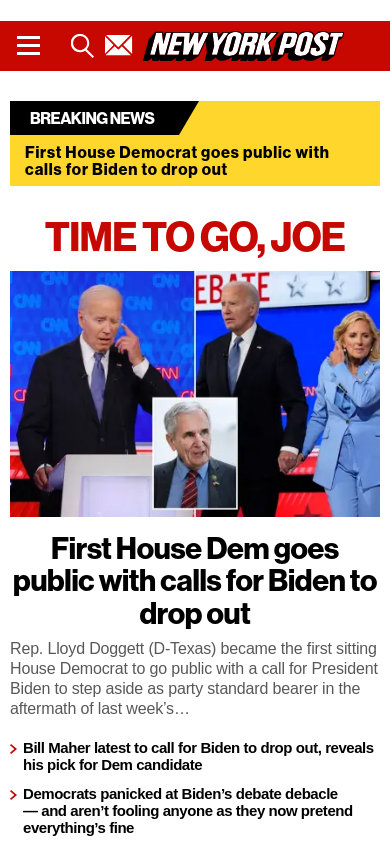 NEW YORK POST
BREAKING NEWS
First House Democrat goes public with
calls for Biden to drop out
TIME TO GO, JOE
CNN CNN CNN
CNN
EBATE
CNN
First House Dem goes
public with calls for Biden to
drop out
Rep. Lloyd Doggett (D-Texas) became the first sitting
House Democrat to go public with a call for President
Biden to step aside as party standard bearer in the
aftermath of last week’s…
Bill Maher latest to call for Biden to drop out, reveals
his pick for Dem candidate
Democrats panicked at Biden’s debate debacle
— and aren’t fooling anyone as they now pretend
everything’s fine